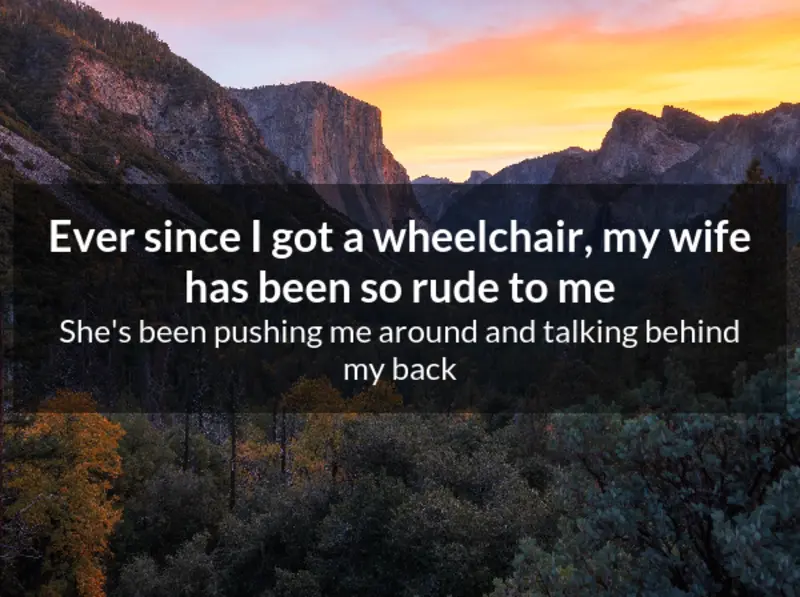 Ever since I got a wheelchair, my wife
has been so rude to me
She's been pushing me around and talking behind
my back